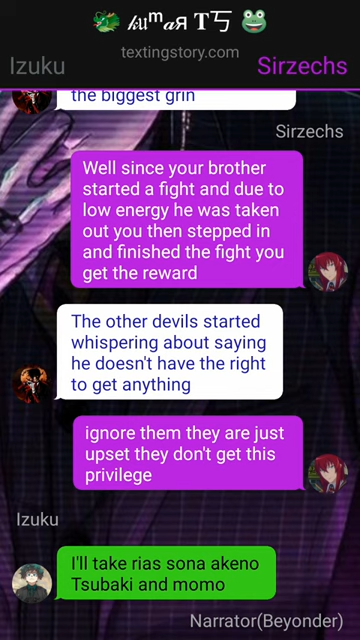 textingstory.com
Izuku
Sirzechs
the biggest grin
Sirzechs
Well since your brother
started a fight and due to
low energy he was taken
out you then stepped in
and finished the fight you
get the reward
The other devils started
whispering about saying
he doesn't have the right
to get anything
ignore them they are just
upset they don't get this
privilege
Izuku
I'll take rias sona akeno
Tsubaki and momo
Narrator(Beyonder)